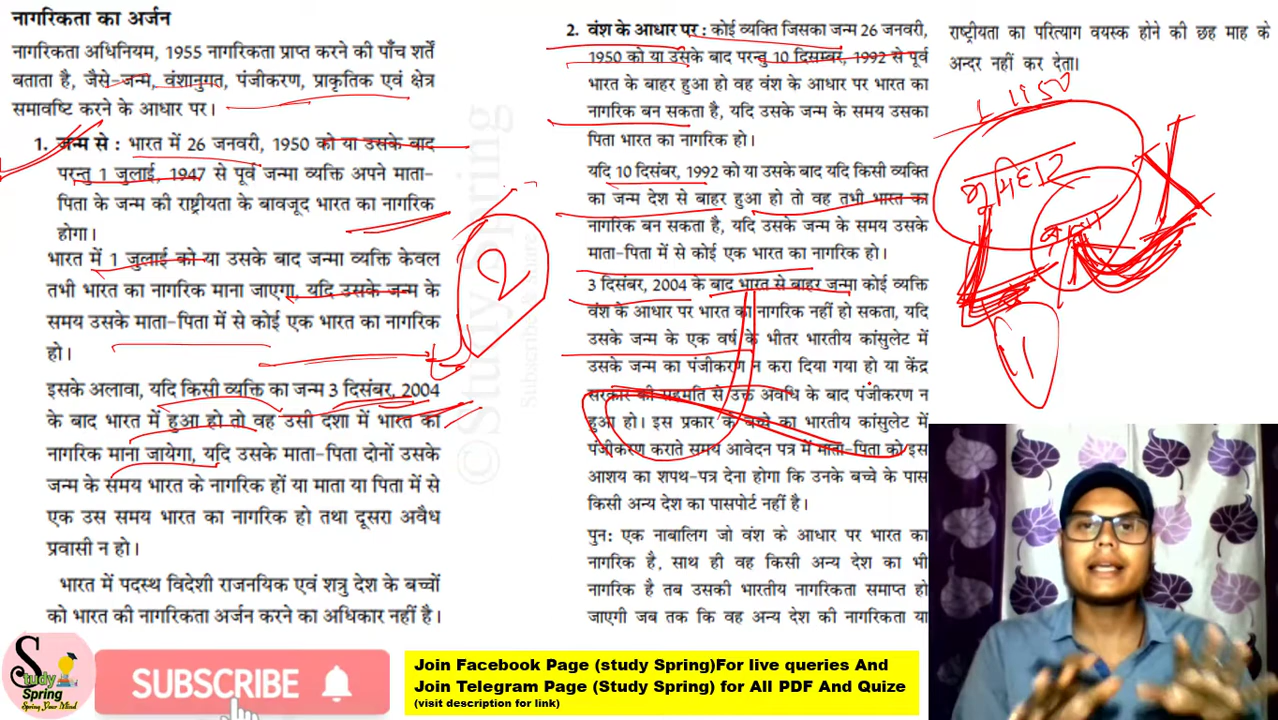 नागरिकता का अर्जन
नागरिकता अधिनियम, 1955 नागरिकता प्राप्त करने की पाँच शर्तें
बताता है, जैसे-जन्म, वंशानुगत, पंजीकरण, प्राकृतिक एवं क्षेत्र
समावष्टि करने के आधार पर।
1. जन्म से : भारत में 26 जनवरी, 1950 को या उसके बाद
परन्तु 1 जुलाई, 1947 से पूर्व जन्मा व्यक्ति अपने माता-
पिता के जन्म की राष्ट्रीयता के बावजूद भारत का नागरिक
होगा।
भारत में 1 जुलाई को या उसके बाद जन्मा व्यक्ति केवल
तभी भारत का नागरिक माना जाएगा, यदि उसके जन्म के
समय उसके माता-पिता में से कोई एक भारत का नागरिक
हो।
इसके अलावा, यदि किसी व्यक्ति का जन्म 3 दिसंबर, 2004
के बाद भारत में हुआ हो तो वह उसी दशा में भारत का
नागरिक माना जायेगा, यदि उसके माता-पिता दोनों उसके
जन्म के समय भारत के नागरिक हों या माता या पिता में से
एक उस समय भारत का नागरिक हो तथा दूसरा अवैध
प्रवासी न हो।
भारत में पदस्थ विदेशी राजनयिक एवं शत्रु देश के बच्चों
को भारत की नागरिकता अर्जन करने का अधिकार नहीं है।
2. वंश के आधार पर : कोई व्यक्ति जिसका जन्म 26 जनवरी,
1950 को या उसके बाद परन्तु 10 दिसम्बर, 1992 से पूर्व
भारत के बाहर हुआ हो वह वंश के आधार पर भारत का
नागरिक बन सकता है, यदि उसके जन्म के समय उसका
पिता भारत का नागरिक हो।
यदि 10 दिसंबर, 1992 को या उसके बाद यदि किसी व्यक्ति
का जन्म देश से बाहर हुआ हो तो वह तभी भारत का
नागरिक बन सकता है, यदि उसके जन्म के समय उसके
माता-पिता में से कोई एक भारत का नागरिक हो।
3 दिसंबर, 2004 के बाद भारत से बाहर जन्मा कोई व्यक्ति
वंश के आधार पर भारत का नागरिक नहीं हो सकता, यदि
उसके जन्म के एक वर्ष के भीतर भारतीय कांसुलेट में
उसके जन्म का पंजीकरण न करा दिया गया हो या केंद्र
सरकार की सहमति से उक्त अवधि के बाद पंजीकरण न
हुआ हो। इस प्रकार के बच्चे का भारतीय कांसुलेट में
पंजीकरण कराते समय आवेदन पत्र में माता-पिता को इस
आशय का शपथ-पत्र देना होगा कि उनके बच्चे के पास
किसी अन्य देश का पासपोर्ट नहीं है।
पुन: एक नाबालिग जो वंश के आधार पर भारत का
नागरिक है, साथ ही वह किसी अन्य देश का भी
नागरिक है तब उसकी भारतीय नागरिकता समाप्त हो
जाएगी जब तक कि वह अन्य देश की नागरिकता या
राष्ट्रीयता का परित्याग वयस्क होने की छह माह के
अन्दर नहीं कर देता।
©Study Spring
Study
Spring
Spring Your Mind
SUBSCRIBE
Join Facebook Page (study Spring)For live queries And
Join Telegram Page (Study Spring) for All PDF And Quize
(visit description for link)